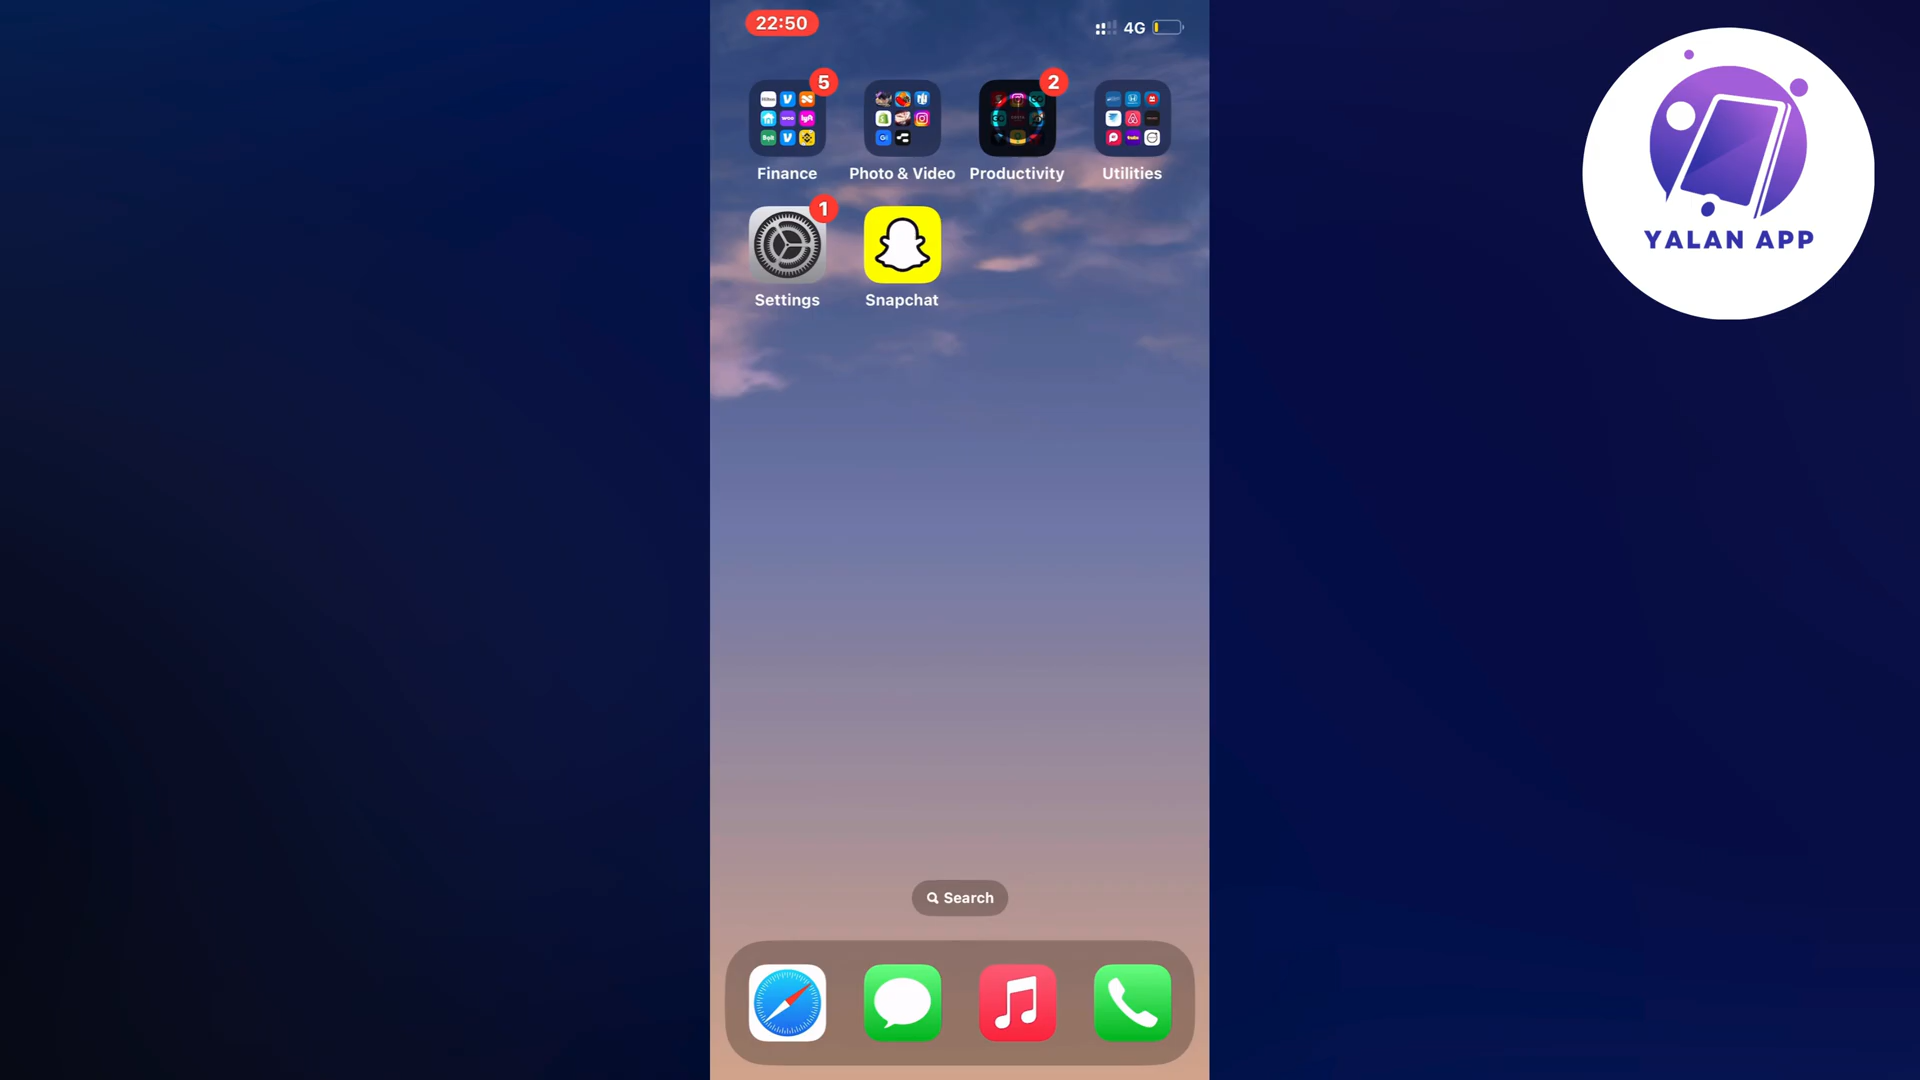 22:50
4G
5
2
Finance
Photo & Video
Productivity
Utilities
1
Settings
Snapchat
Search
YALAN APP